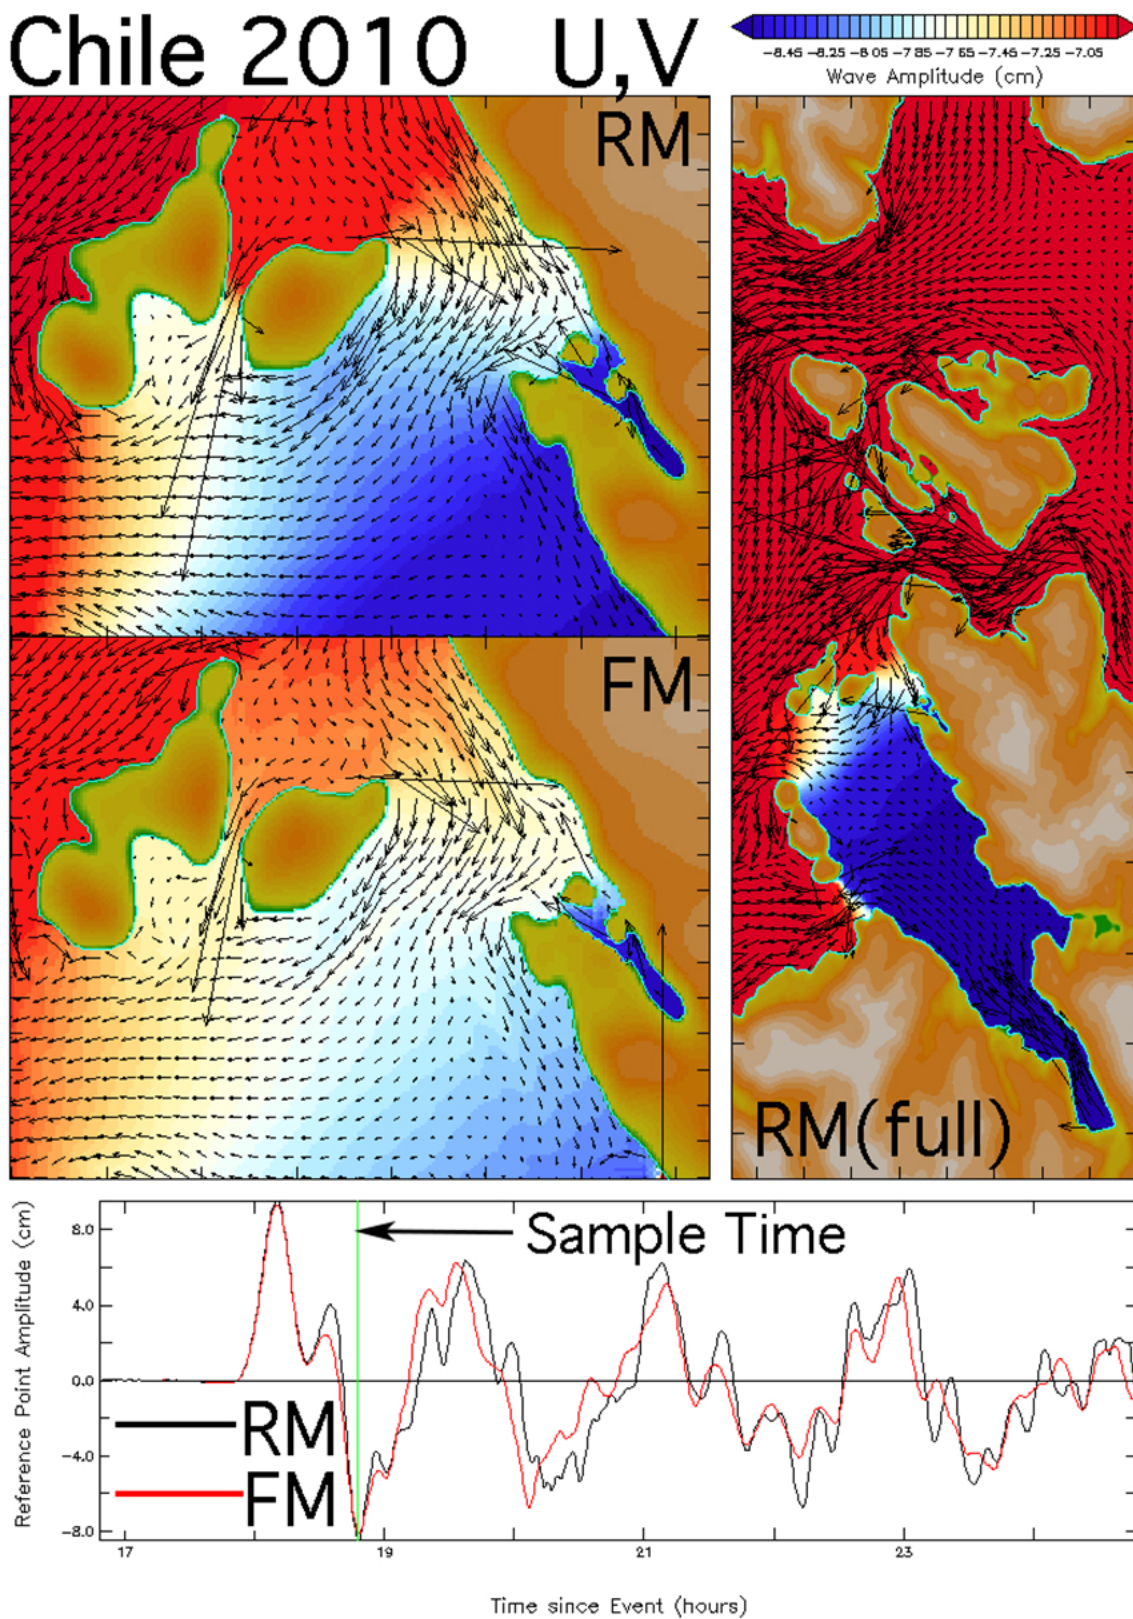 Chile 2010 U,V
-8.45 -8.25 -8.05 -7.85 -7.65 -7.45 -7.25 -7.05
Wave Amplitude (cm)
RM
FM
RM(full)
Reference Point Amplitude (cm)
8.0
4.0
0.0
-4.0
-8.0
Sample Time
RM
FM
17 19 21 23
Time since Event (hours)